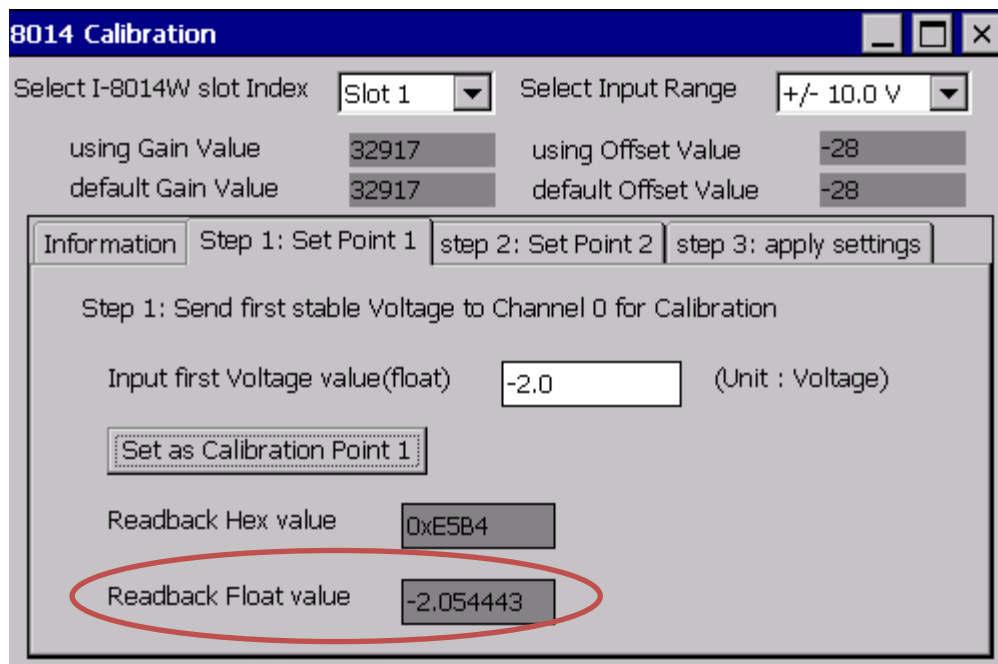 8014 Calibration
Select I-8014W slot Index Slot 1 Select Input Range +/- 10.0 V
using Gain Value 32917 using Offset Value -28
default Gain Value 32917 default Offset Value -28
Information Step 1: Set Point 1 step 2: Set Point 2 step 3: apply settings
Step 1: Send first stable Voltage to Channel 0 for Calibration
Input first Voltage value(float) -2.0 (Unit : Voltage)
Set as Calibration Point 1
Readback Hex value 0xE5B4
Readback Float value -2.054443